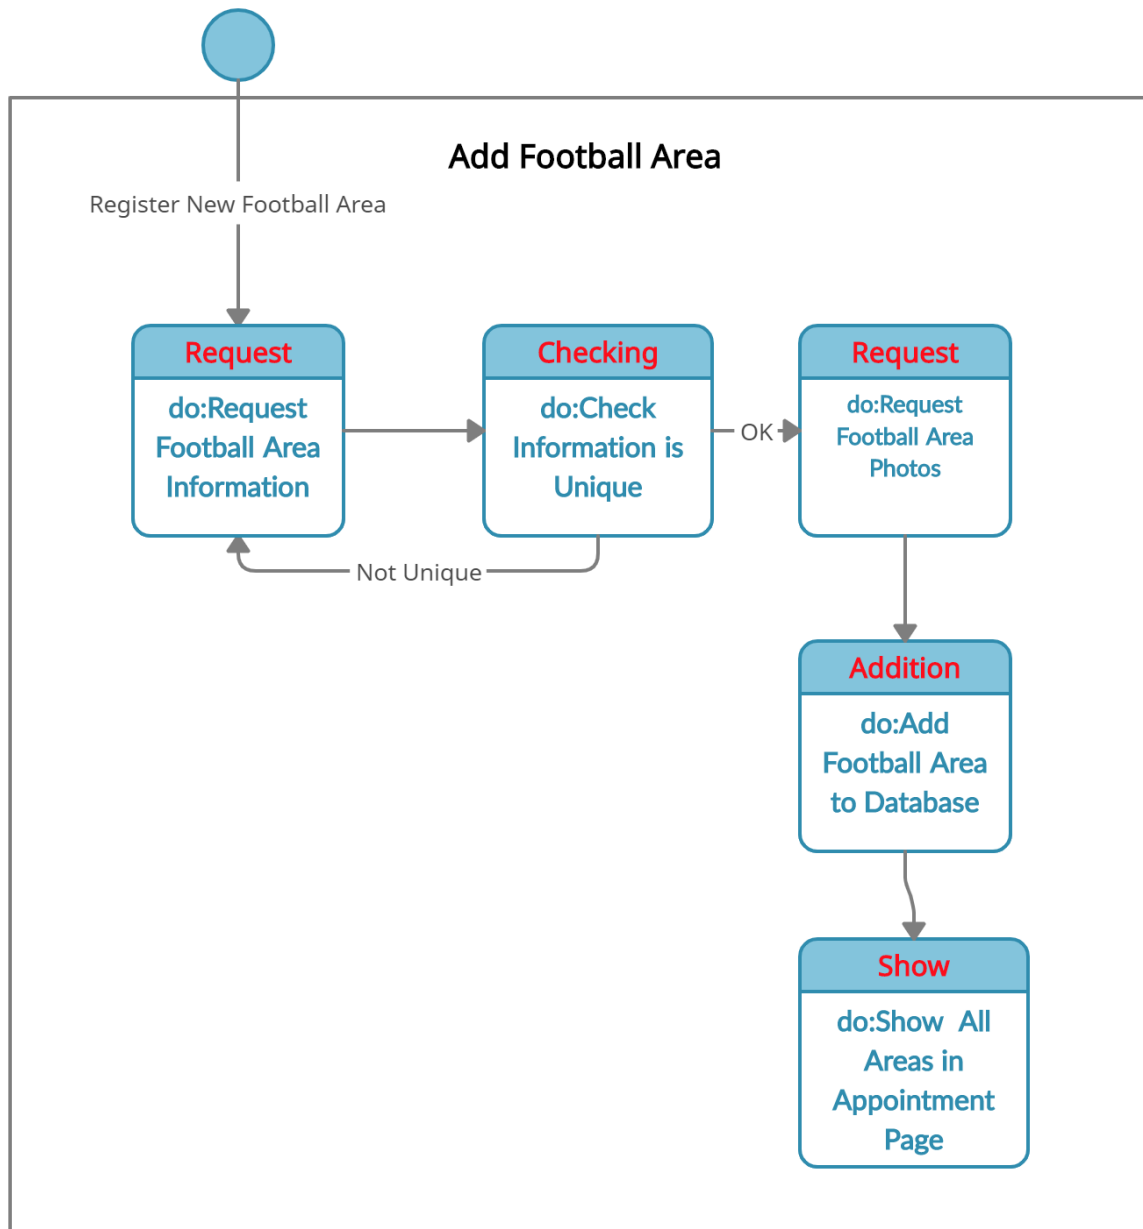 Add Football Area
Register New Football Area
Request
do:Request
Football Area
Information
Checking
do:Check
Information is
Unique
OK
Request
do:Request
Football Area
Photos
Not Unique
Addition
do:Add
Football Area
to Database
Show
do:Show  All
Areas in
Appointment
Page